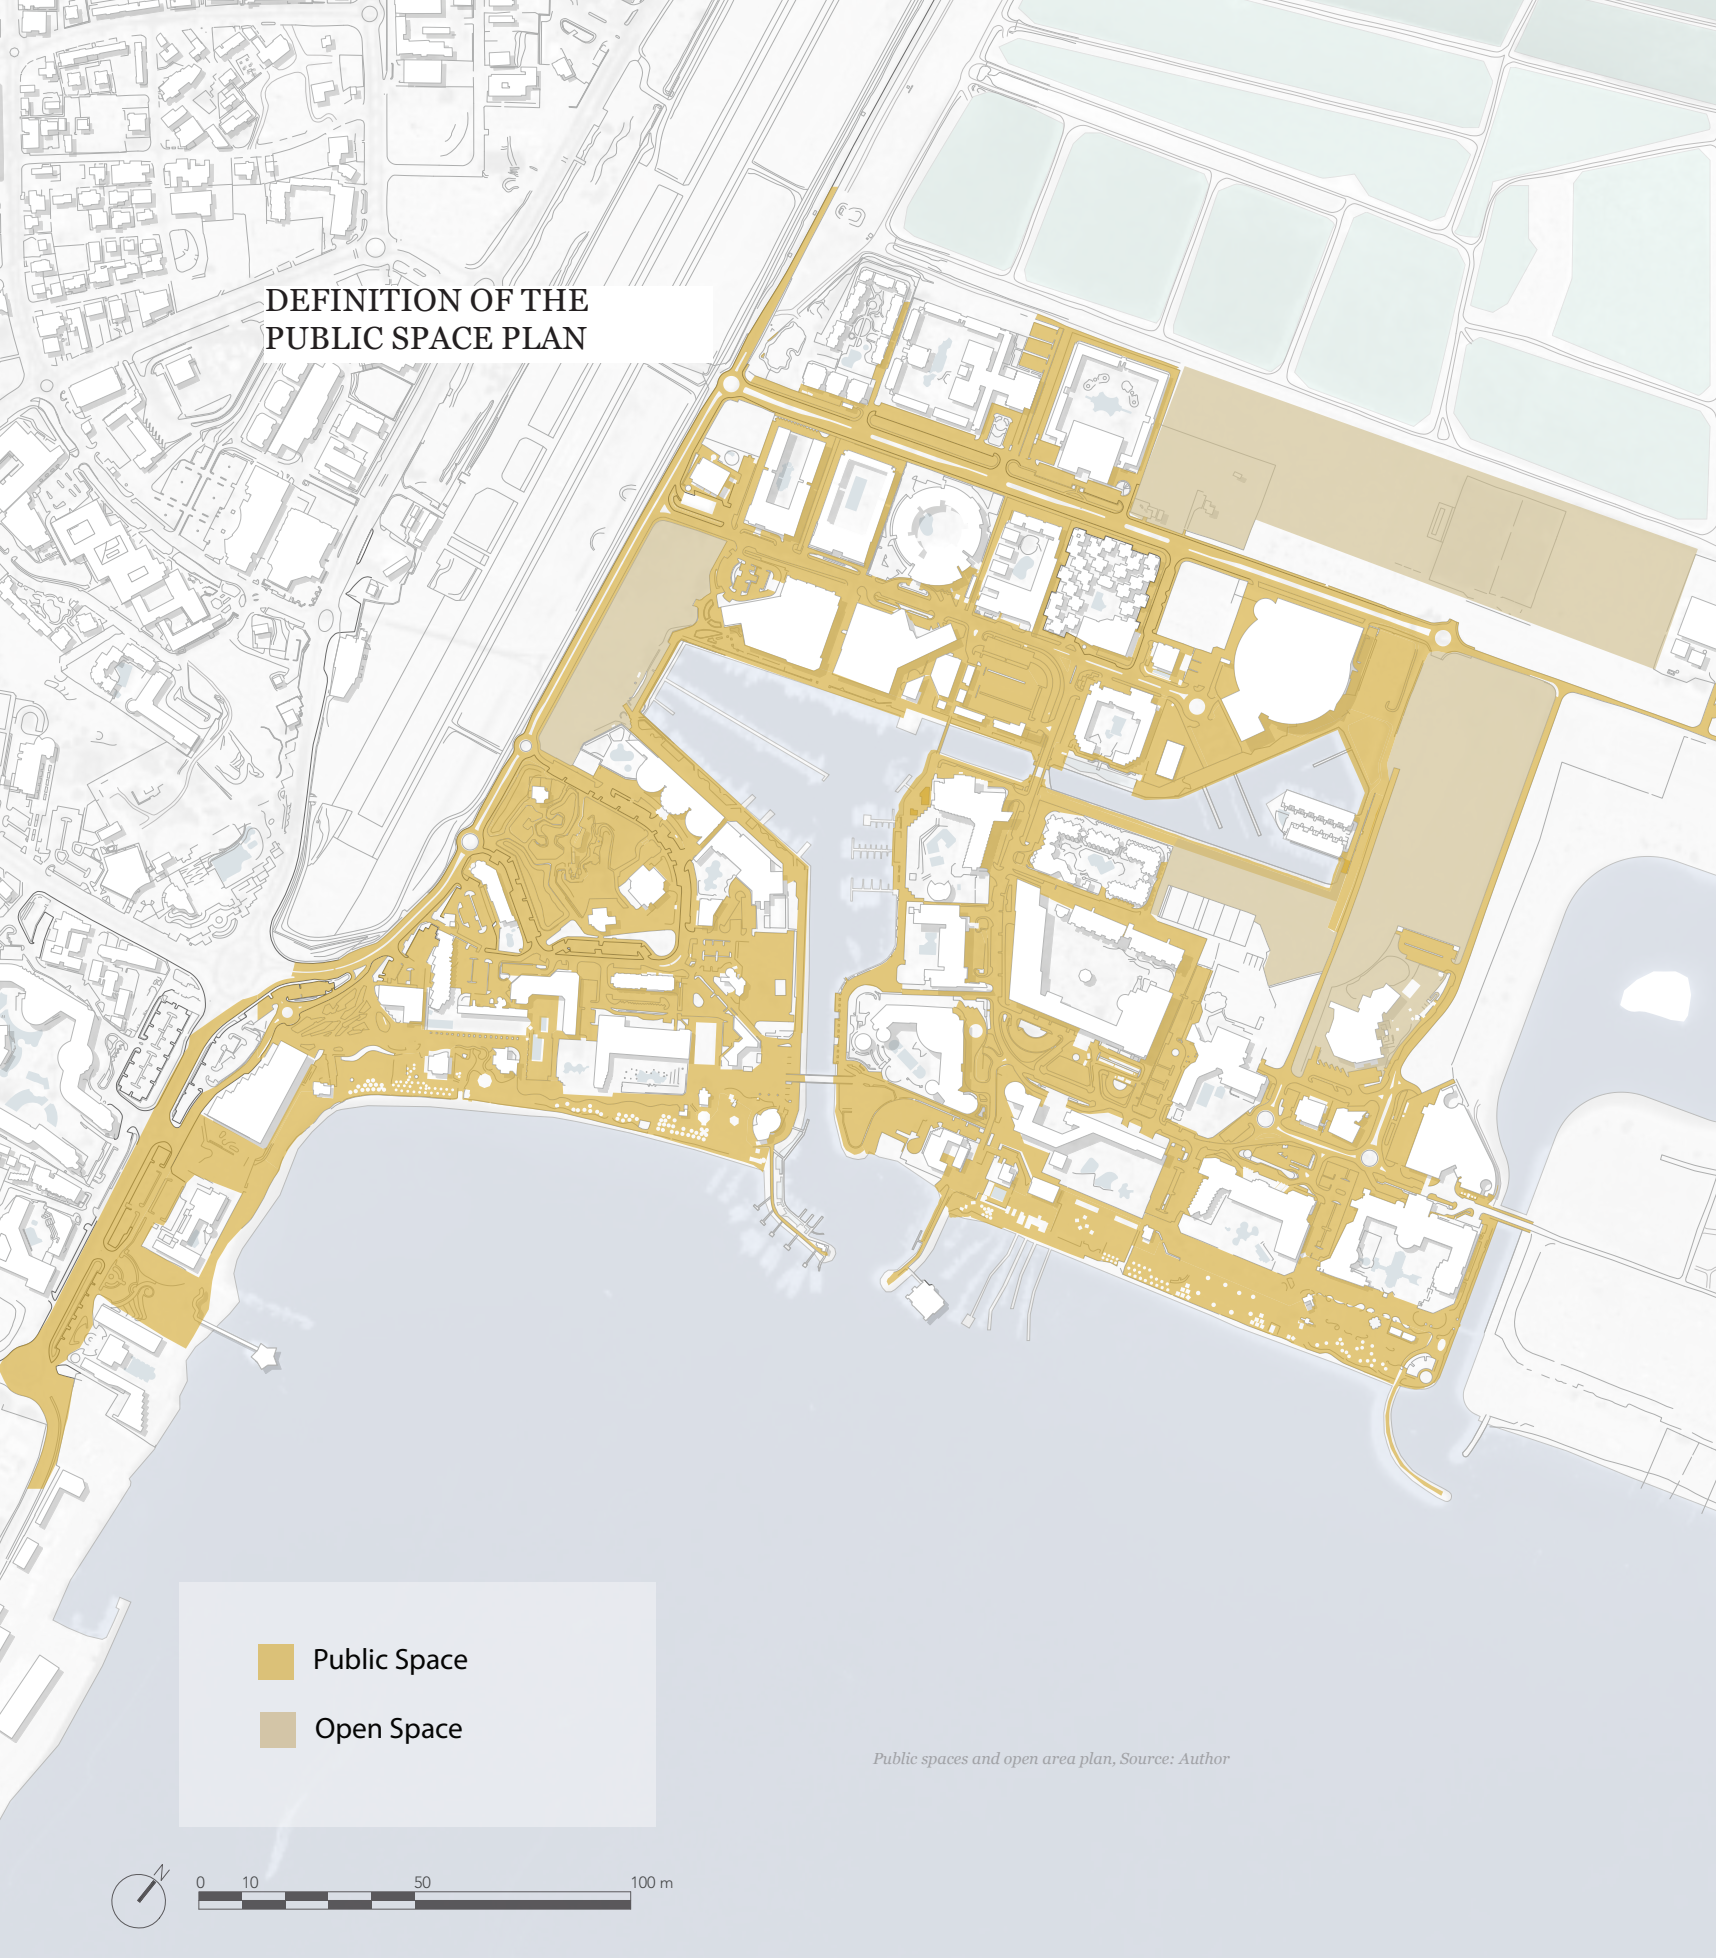 DEFINITION OF THE
PUBLIC SPACE PLAN
Public Space
Open Space
Public spaces and open area plan, Source: Author
N
0 10 50 100 m